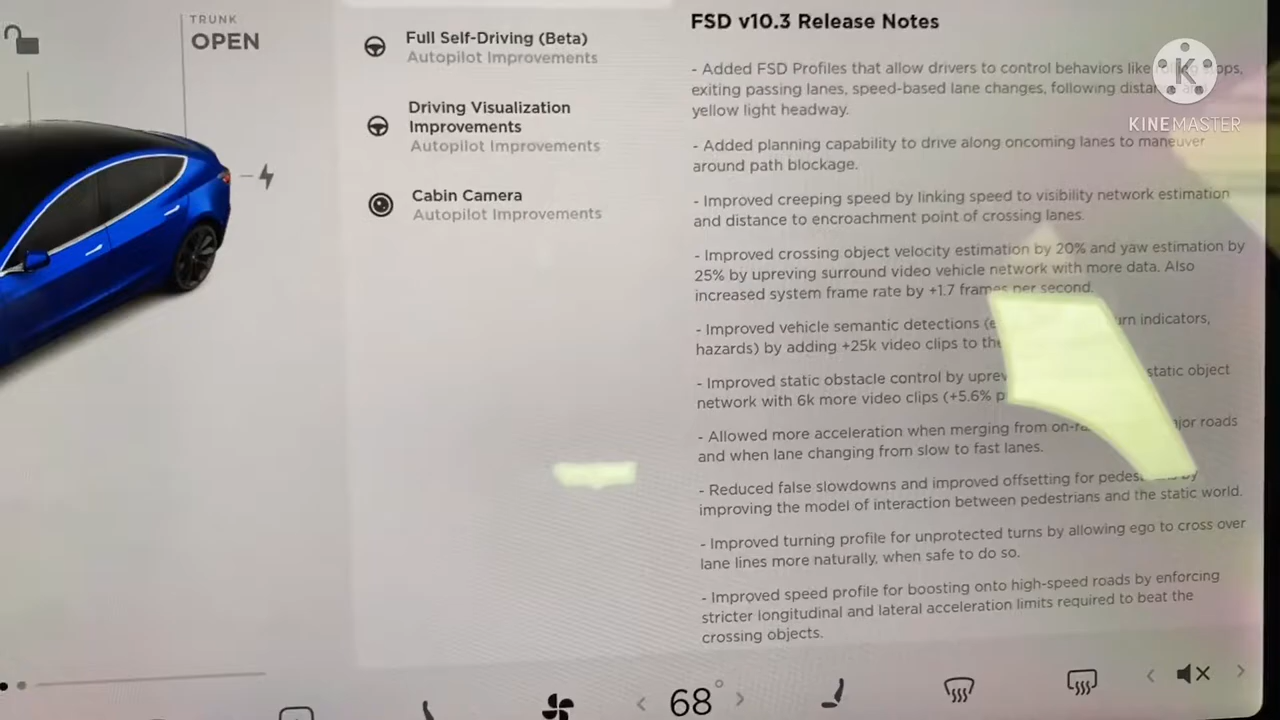 TRUNK
OPEN
Full Self-Driving (Beta)
Autopilot Improvements
Driving Visualization
Improvements
Autopilot Improvements
Cabin Camera
Autopilot Improvements
FSD v10.3 Release Notes
- Added FSD Profiles that allow drivers to control behaviors like
exiting passing lanes, speed-based lane changes, following
yellow light headway.
- Added planning capability to drive along oncoming lanes to maneuver
around path blockage.
- Improved creeping speed by linking speed to visibility network estimation
and distance to encroachment point of crossing lanes.
- Improved crossing object velocity estimation by 20% and yaw estimation by
25% by upreving surround video vehicle network with more data. Also
increased system frame rate by +1.7 frames per second.
- Improved vehicle semantic detections indicators,
hazards) by adding +25k video clips to
- Improved static obstacle control by static object
network with 6k more video clips (+5.6%
- Allowed more acceleration when merging from roads
and when lane changing from slow to fast lanes.
- Reduced false slowdowns and improved offsetting for by
improving the model of interaction between pedestrians and the static world.
- Improved turning profile for unprotected turns by allowing ego to cross over
lane lines more naturally, when safe to do so.
- Improved speed profile for boosting onto high-speed roads by enforcing
stricter longitudinal and lateral acceleration limits required to beat the
crossing objects.
68°
K
KINEMASTER